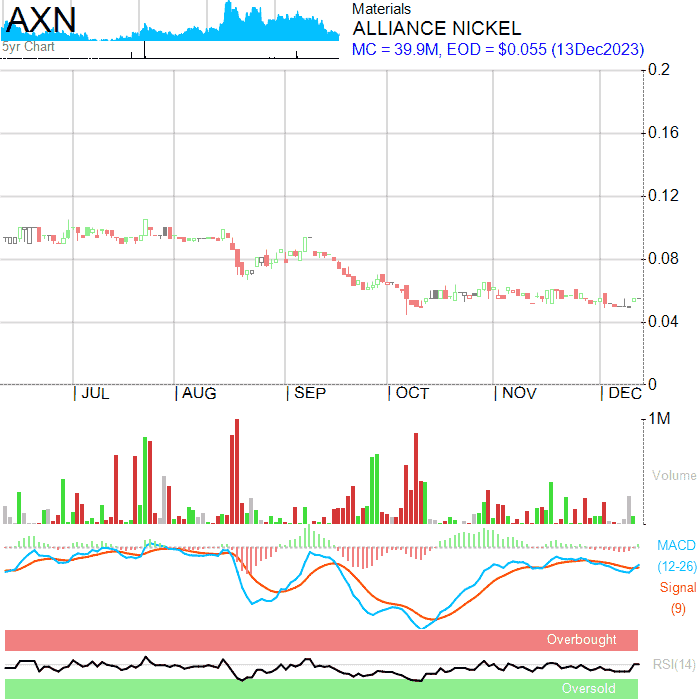 AXN
5yr Chart
Materials
ALLIANCE NICKEL
MC = 39.9M, EOD = $0.055 (13Dec2023)
0.2
0.16
0.12
0.08
0.04
0
JUL AUG SEP OCT NOV DEC
1M
Volume
MACD
(12-26)
Signal
(9)
Overbought
RSI(14)
Oversold